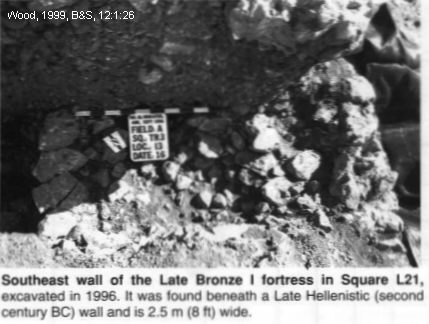 Wood, 1999, B&S, 12:1:26
FIELD: A
SQ. TR3
LOC. 13
DATE: 16
N
Southeast wall of the Late Bronze I fortress in Square L21,
excavated in 1996. It was found beneath a Late Hellenistic (second
century BC) wall and is 2.5 m (8 ft) wide.